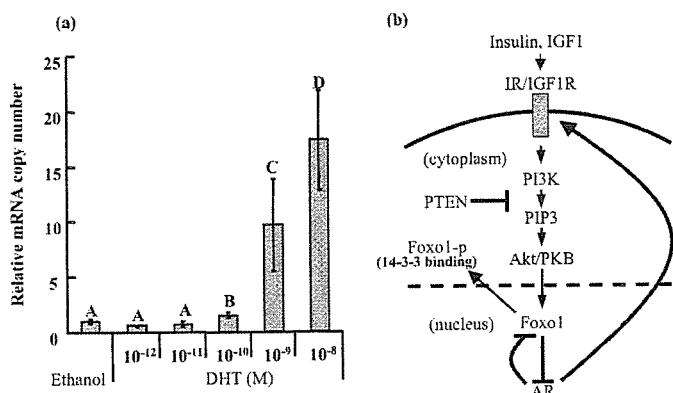 (a)
Relative mRNA copy number
25
20
15
10
5
0
A
A
A
B
C
D
10⁻¹²
10⁻¹¹
10⁻¹⁰
10⁻⁹
10⁻⁸
Ethanol
DHT (M)
(b)
Insulin, IGF1
IR/IGF1R
(cytoplasm)
PI3K
PTEN
PIP3
Foxo1-p
(14-3-3 binding)
Akt/PKB
(nucleus)
Foxo1
AR